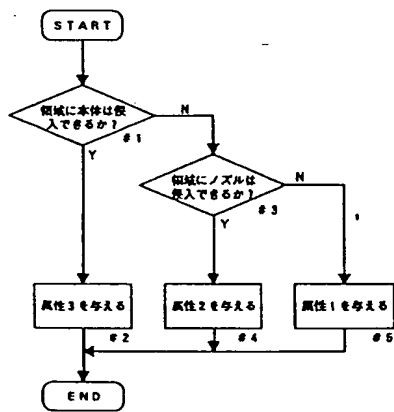 START
領域に本体は侵
入できるか?
#1
N
Y
領域にノズルは
侵入できるか?
#3
N
Y
属性3を与える
#2
属性2を与える
#4
属性1を与える
#5
END